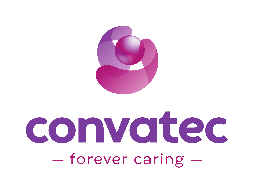 convatec
— forever caring —